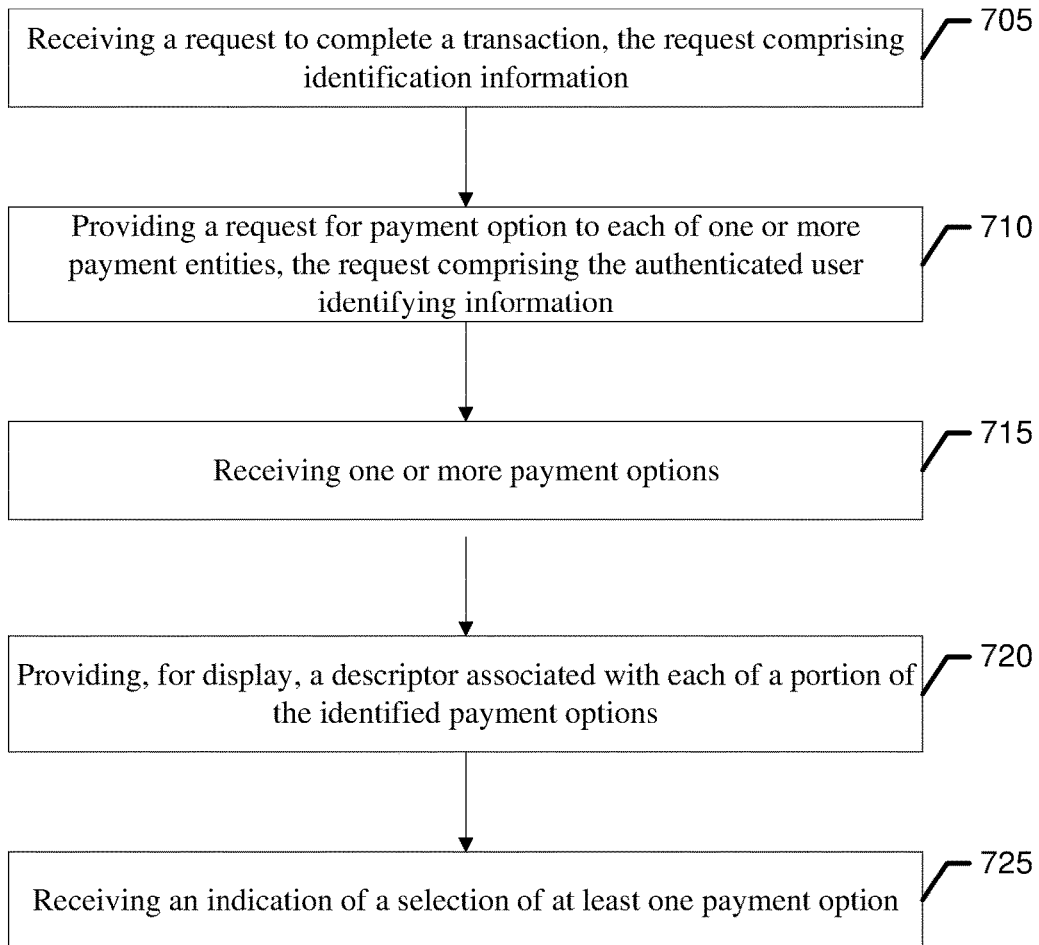 Receiving a request to complete a transaction, the request comprising
identification information
705
Providing a request for payment option to each of one or more
payment entities, the request comprising the authenticated user
identifying information
710
Receiving one or more payment options
715
Providing, for display, a descriptor associated with each of a portion of
the identified payment options
720
Receiving an indication of a selection of at least one payment option
725